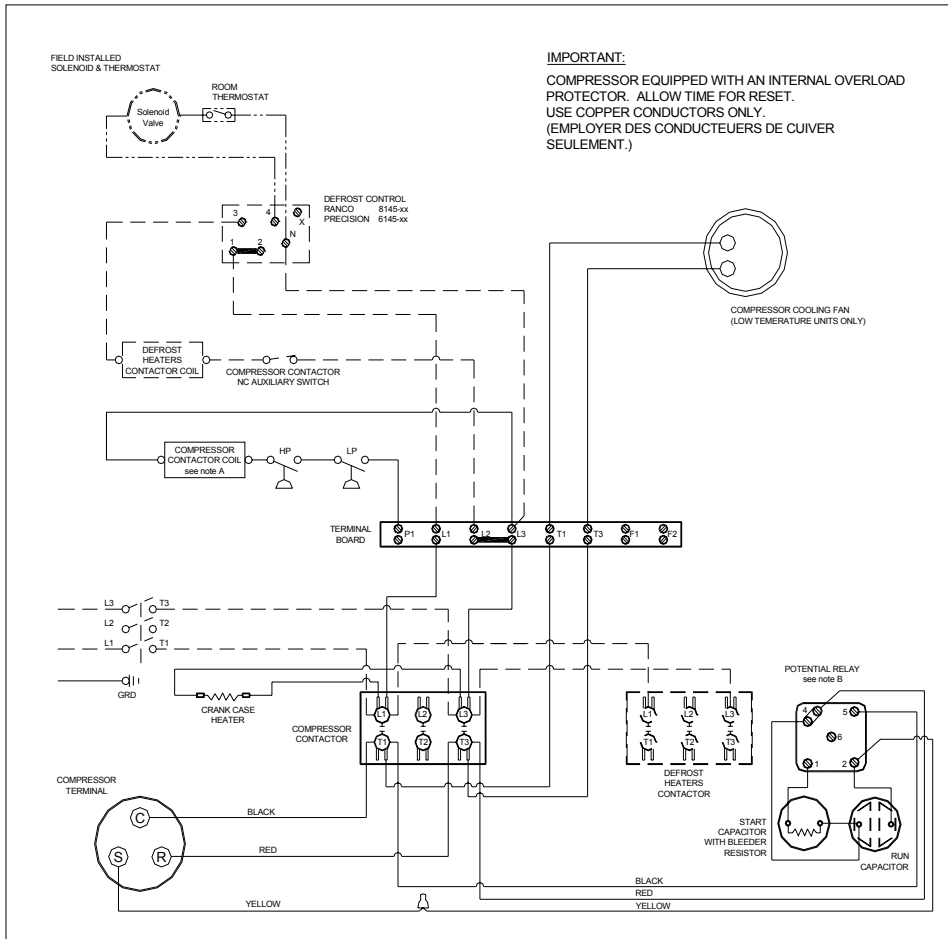 FIELD INSTALLED
SOLENOID & THERMOSTAT
IMPORTANT:
COMPRESSOR EQUIPPED WITH AN INTERNAL OVERLOAD
PROTECTOR. ALLOW TIME FOR RESET.
USE COPPER CONDUCTORS ONLY.
(EMPLOYER DES CONDUCTEUERS DE CUIVER
SEULEMENT.)
ROOM
THERMOSTAT
Solenoid
Valve
DEFROST CONTROL
RANCO 8145-xx
PRECISION 6145-xx
3 4 X
1 2 N
COMPRESSOR COOLING FAN
(LOW TEMERATURE UNITS ONLY)
DEFROST
HEATERS
CONTACTOR COIL
COMPRESSOR CONTACTOR
NC AUXILIARY SWITCH
COMPRESSOR
CONTACTOR COIL
see note A
HP
LP
TERMINAL
BOARD
P1 L1 L2 L3 T1 T3 F1 F2
L3 T3
L2 T2
L1 T1
GRD
CRANK CASE
HEATER
COMPRESSOR
CONTACTOR
L1 L2 L3
T1 T2 T3
L1 L2 L3
T1 T2 T3
DEFROST
HEATERS
CONTACTOR
POTENTIAL RELAY
see note B
4 5
6
1 2
START
CAPACITOR
WITH BLEEDER
RESISTOR
RUN
CAPACITOR
COMPRESSOR
TERMINAL
C
S R
BLACK
RED
YELLOW
BLACK
RED
YELLOW